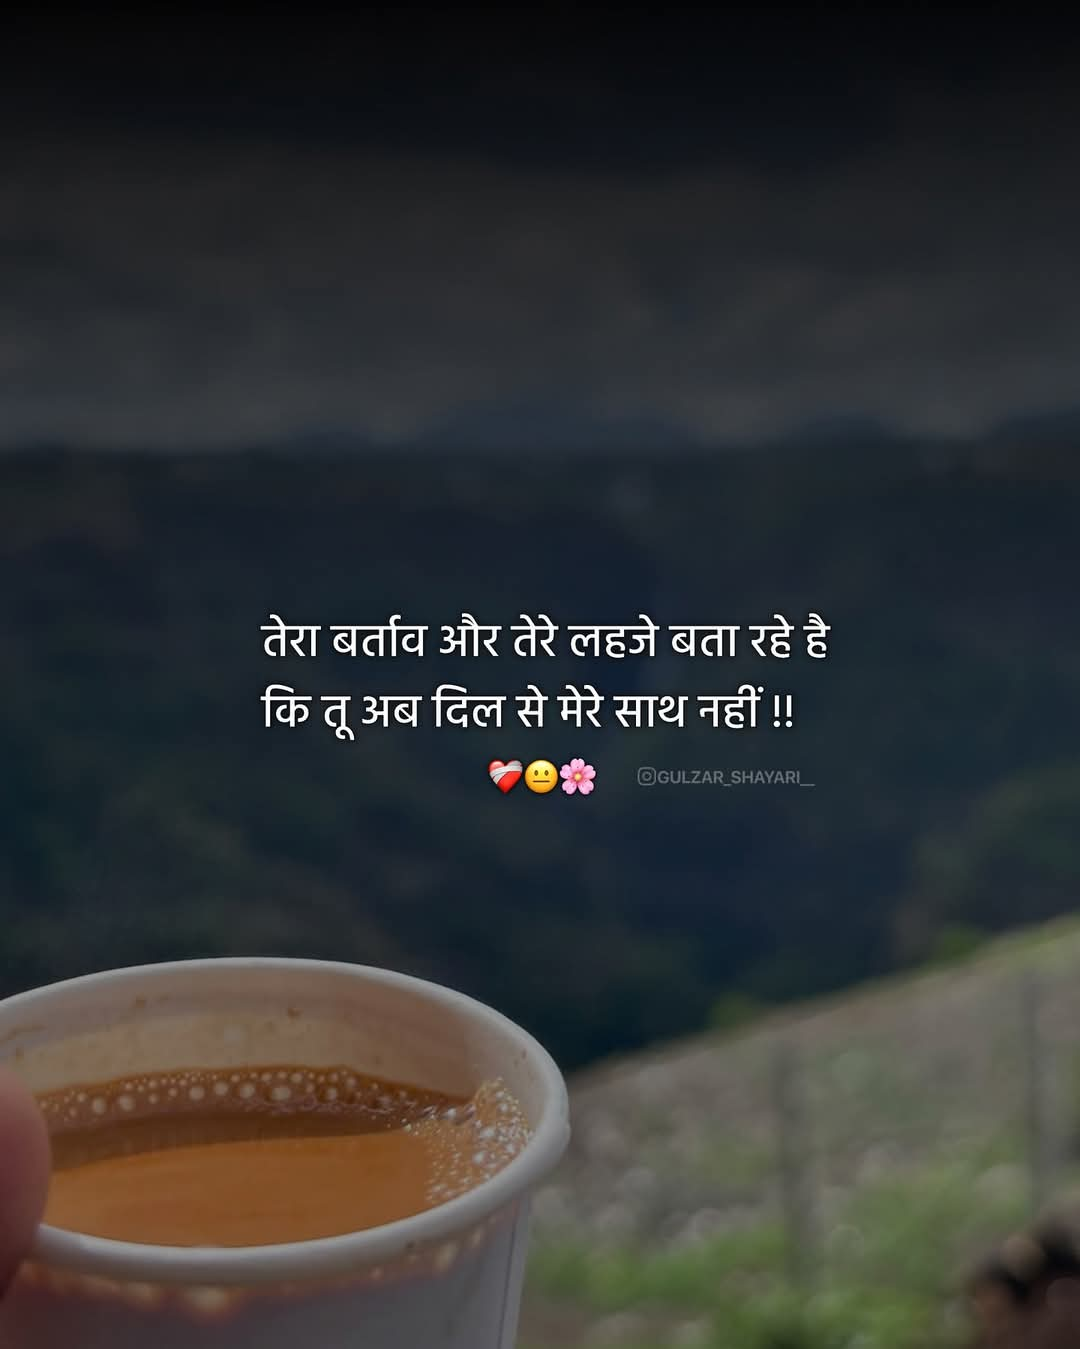 तेरा बर्ताव और तेरे लहजे बता रहे है
कि तू अब दिल से मेरे साथ नहीं !!
❤️‍🩹😐🌸 GULZAR_SHAYARI__